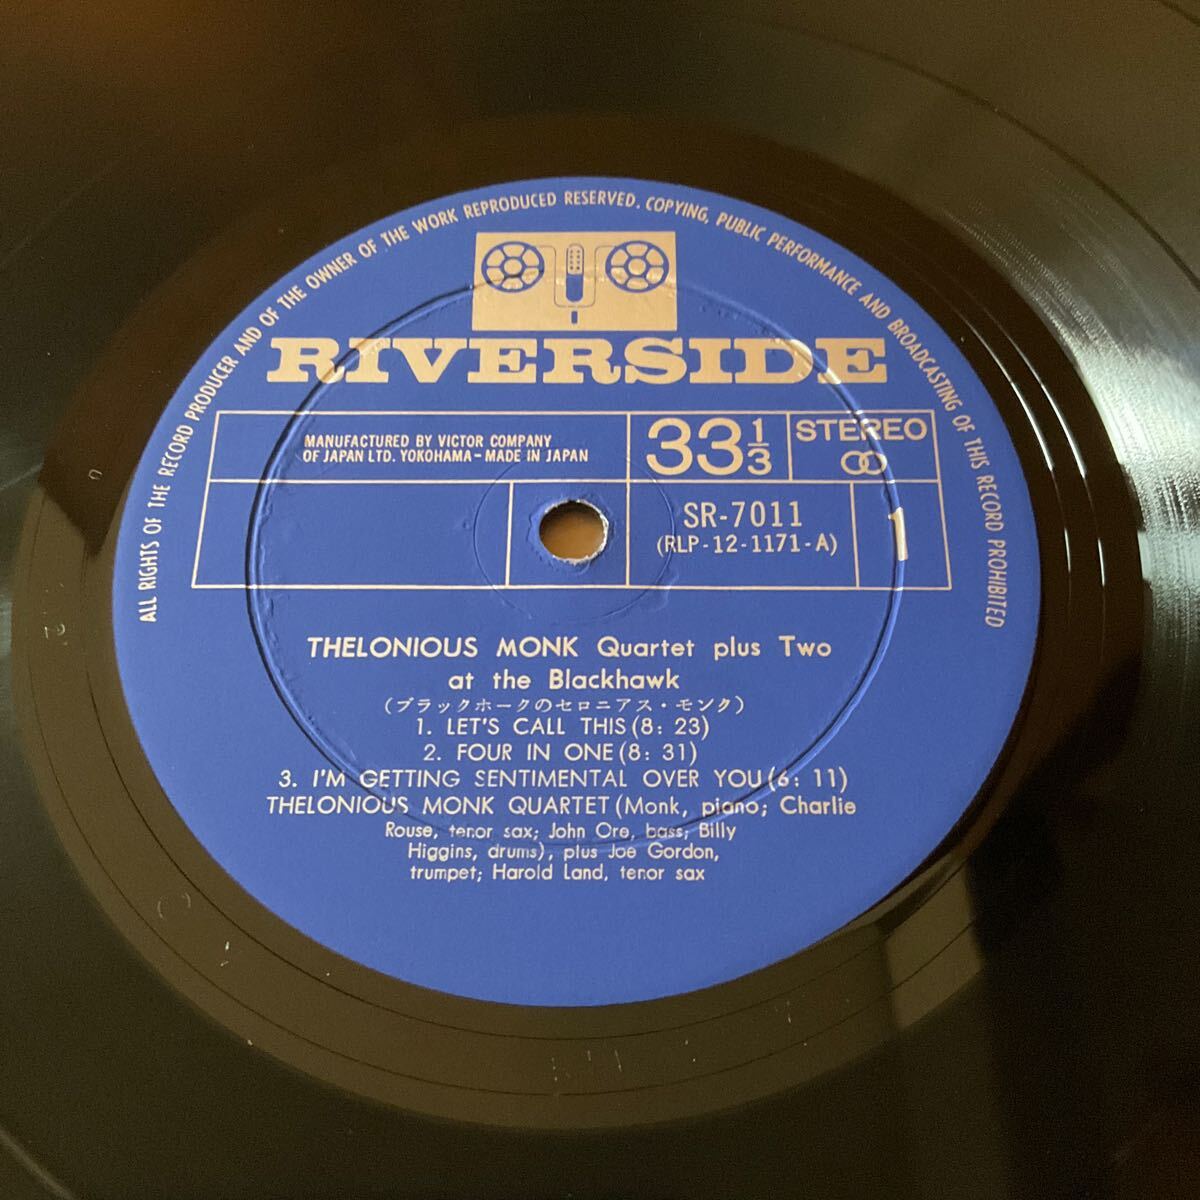 ALL RIGHTS OF THE RECORD PRODUCER AND OF THE OWNER OF THE WORK REPRODUCED RESERVED. COPYING, PUBLIC PERFORMANCE AND BROADCASTING OF THIS RECORD PROHIBITED
RIVERSIDE
MANUFACTURED BY VICTOR COMPANY
OF JAPAN LTD. YOKOHAMA-MADE IN JAPAN
33 1/3
STEREO
SR-7011
(RLP-12-1171-A)
1
THELONIOUS MONK Quartet plus Two
at the Blackhawk
(ブラックホークのセロニアス・モンク)
1. LET'S CALL THIS(8: 23)
2. FOUR IN ONE(8: 31)
3. I'M GETTING SENTIMENTAL OVER YOU(6: 11)
THELONIOUS MONK QUARTET(Monk, piano; Charlie
Rouse, tenor sax; John Ore, bass; Billy
Higgins, drums), plus Joe Gordon,
trumpet; Harold Land, tenor sax